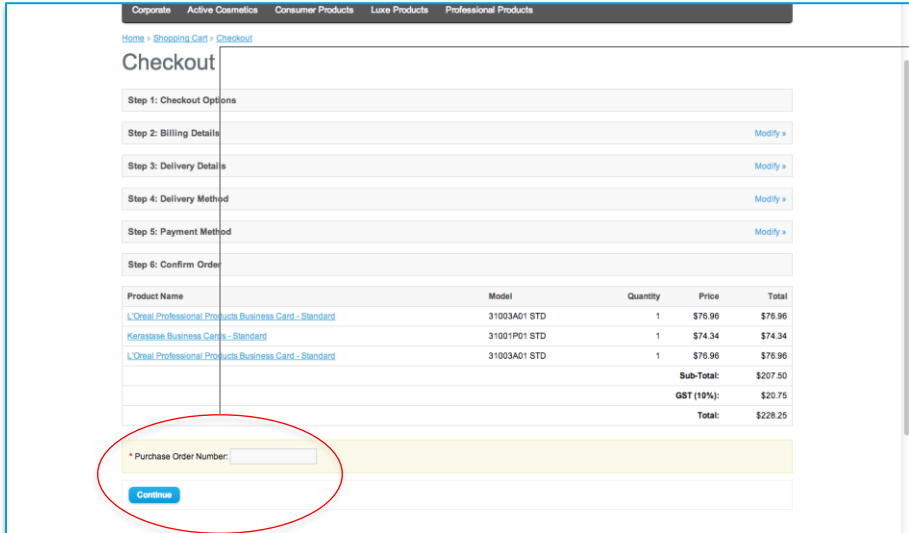 Corporate Active Cosmetics Consumer Products Luxe Products Professional Products
Home » Shopping Cart » Checkout
Checkout
Step 1: Checkout Options
Step 2: Billing Details Modify »
Step 3: Delivery Details Modify »
Step 4: Delivery Method Modify »
Step 5: Payment Method Modify »
Step 6: Confirm Order
Product Name Model Quantity Price Total
L'Oreal Professional Products Business Card - Standard 31003A01 STD 1 $76.96 $76.96
Kerastase Business Cards - Standard 31001P01 STD 1 $74.34 $74.34
L'Oreal Professional Products Business Card - Standard 31003A01 STD 1 $76.96 $76.96
Sub-Total: $207.50
GST (10%): $20.75
Total: $228.25
* Purchase Order Number:
Continue